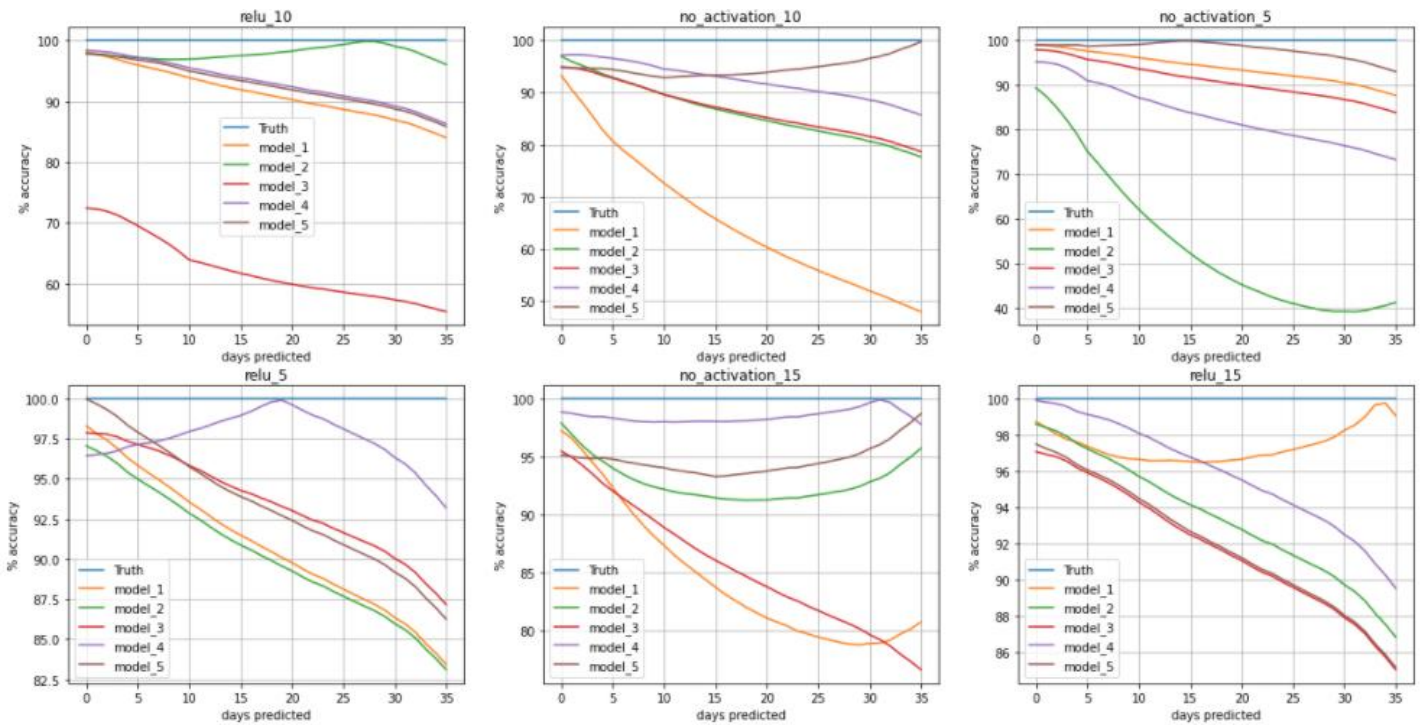 relu_10
% accuracy
100
90
80
70
60
Truth
model_1
model_2
model_3
model_4
model_5
0 5 10 15 20 25 30 35
days predicted
no_activation_10
% accuracy
100
90
80
70
60
50
Truth
model_1
model_2
model_3
model_4
model_5
0 5 10 15 20 25 30 35
days predicted
no_activation_5
% accuracy
100
90
80
70
60
50
40
Truth
model_1
model_2
model_3
model_4
model_5
0 5 10 15 20 25 30 35
days predicted
relu_5
% accuracy
100.0
97.5
95.0
92.5
90.0
87.5
85.0
82.5
Truth
model_1
model_2
model_3
model_4
model_5
0 5 10 15 20 25 30 35
days predicted
no_activation_15
% accuracy
100
95
90
85
80
Truth
model_1
model_2
model_3
model_4
model_5
0 5 10 15 20 25 30 35
days predicted
relu_15
% accuracy
100
98
96
94
92
90
88
86
Truth
model_1
model_2
model_3
model_4
model_5
0 5 10 15 20 25 30 35
days predicted